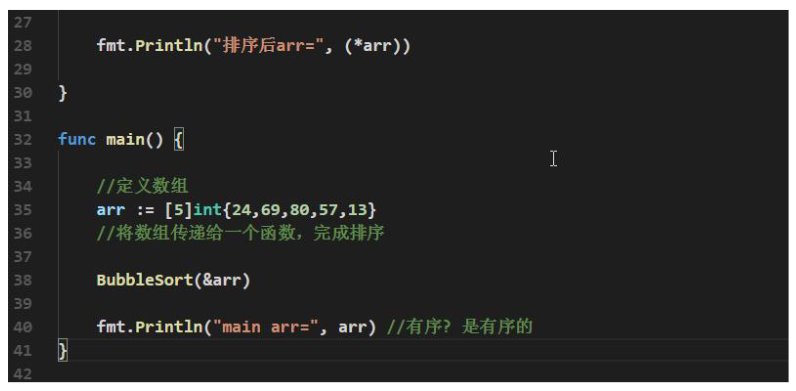 27
28 fmt.Println("排序后arr=", (*arr))
29
30 }
31
32 func main() {
33
34 //定义数组
35 arr := [5]int{24,69,80,57,13}
36 //将数组传递给一个函数，完成排序
37
38 BubbleSort(&arr)
39
40 fmt.Println("main arr=", arr) //有序? 是有序的
41 }
42